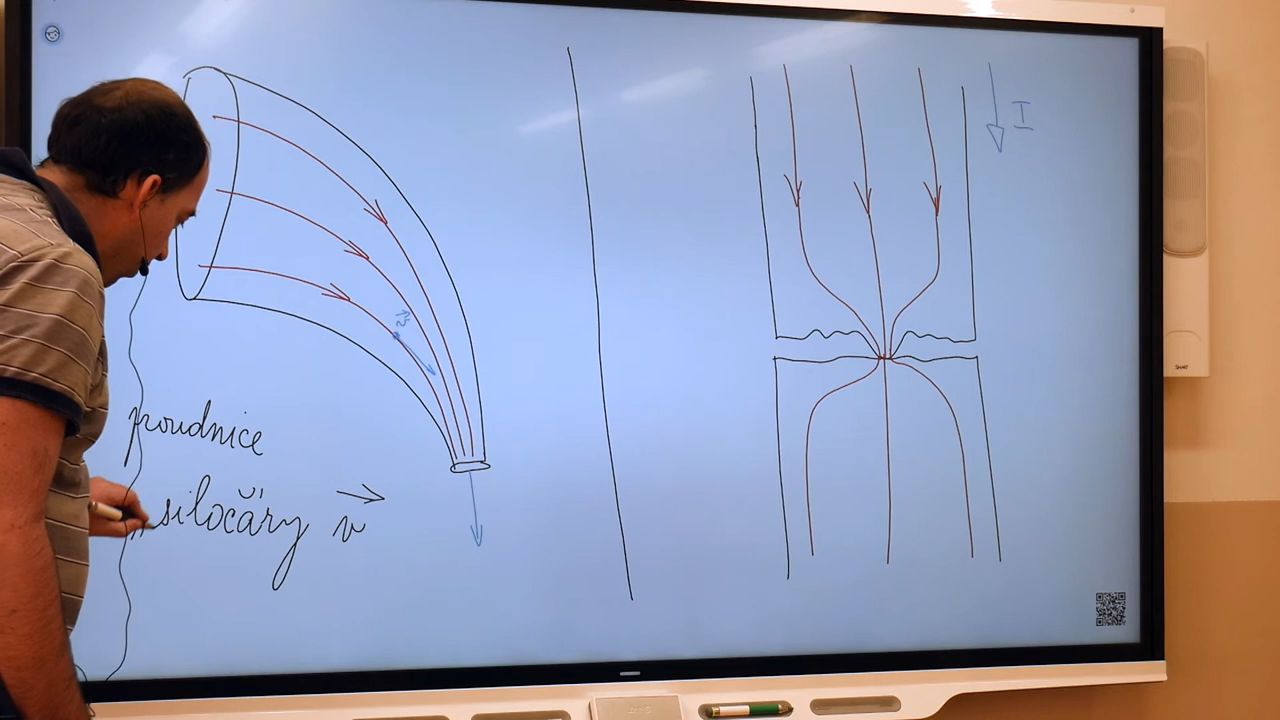 proudnice
„siločáry v
v
I